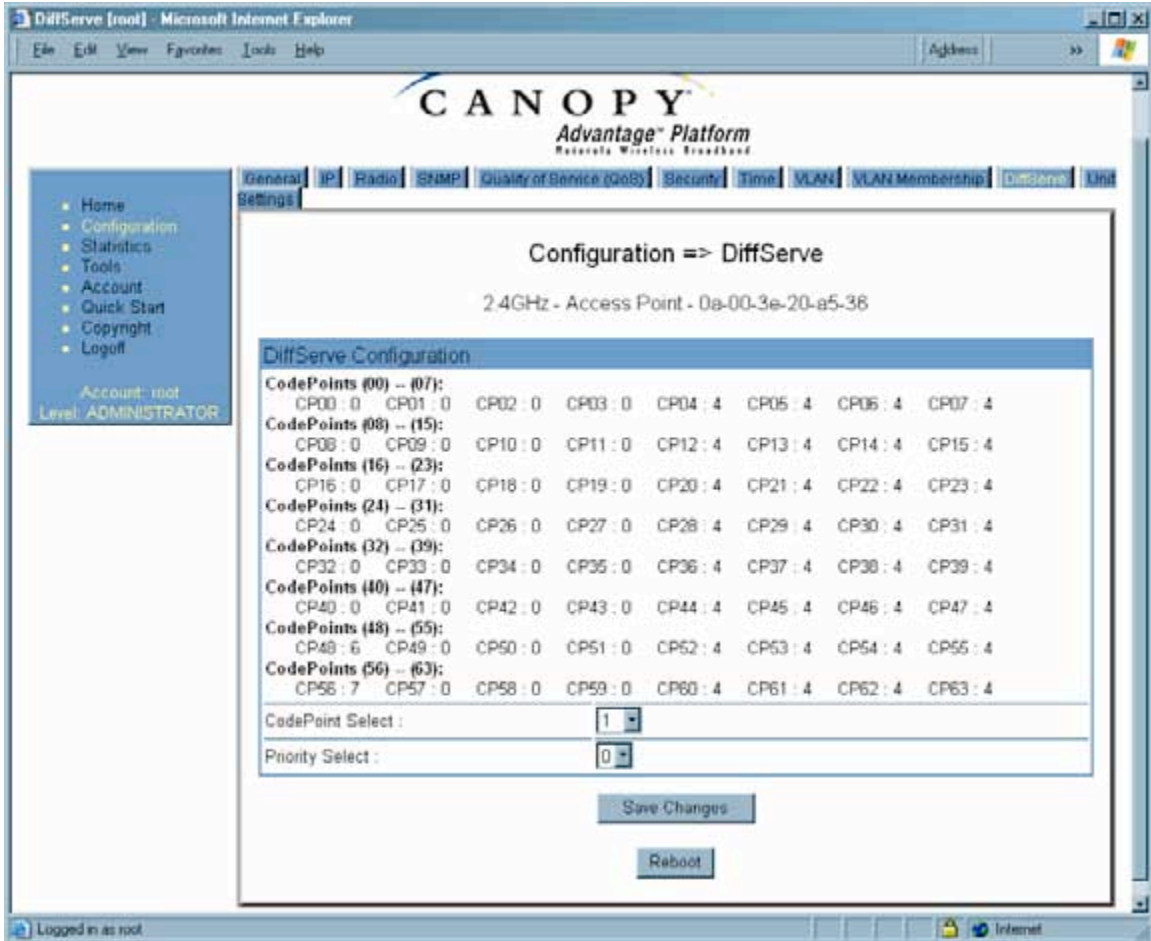 DiffServe [root] - Microsoft Internet Explorer
File Edit View Favorites Tools Help Address »
CANOPY
Advantage™ Platform
Motorola Wireless Broadband
General IP Radio SNMP Quality of Service (QoS) Security Time VLAN VLAN Membership DiffServe Unit
Settings
Home
Configuration
Statistics
Tools
Account
Quick Start
Copyright
Logoff
Account: root
Level: ADMINISTRATOR
Configuration => DiffServe
2.4GHz - Access Point - 0a-00-3e-20-a5-36
DiffServe Configuration
CodePoints (00) -- (07):
CP00 : 0 CP01 : 0 CP02 : 0 CP03 : 0 CP04 : 4 CP05 : 4 CP06 : 4 CP07 : 4
CodePoints (08) -- (15):
CP08 : 0 CP09 : 0 CP10 : 0 CP11 : 0 CP12 : 4 CP13 : 4 CP14 : 4 CP15 : 4
CodePoints (16) -- (23):
CP16 : 0 CP17 : 0 CP18 : 0 CP19 : 0 CP20 : 4 CP21 : 4 CP22 : 4 CP23 : 4
CodePoints (24) -- (31):
CP24 : 0 CP25 : 0 CP26 : 0 CP27 : 0 CP28 : 4 CP29 : 4 CP30 : 4 CP31 : 4
CodePoints (32) -- (39):
CP32 : 0 CP33 : 0 CP34 : 0 CP35 : 0 CP36 : 4 CP37 : 4 CP38 : 4 CP39 : 4
CodePoints (40) -- (47):
CP40 : 0 CP41 : 0 CP42 : 0 CP43 : 0 CP44 : 4 CP45 : 4 CP46 : 4 CP47 : 4
CodePoints (48) -- (55):
CP48 : 6 CP49 : 0 CP50 : 0 CP51 : 0 CP52 : 4 CP53 : 4 CP54 : 4 CP55 : 4
CodePoints (56) -- (63):
CP56 : 7 CP57 : 0 CP58 : 0 CP59 : 0 CP60 : 4 CP61 : 4 CP62 : 4 CP63 : 4
CodePoint Select : 1
Priority Select : 0
Save Changes
Reboot
Logged in as root Internet